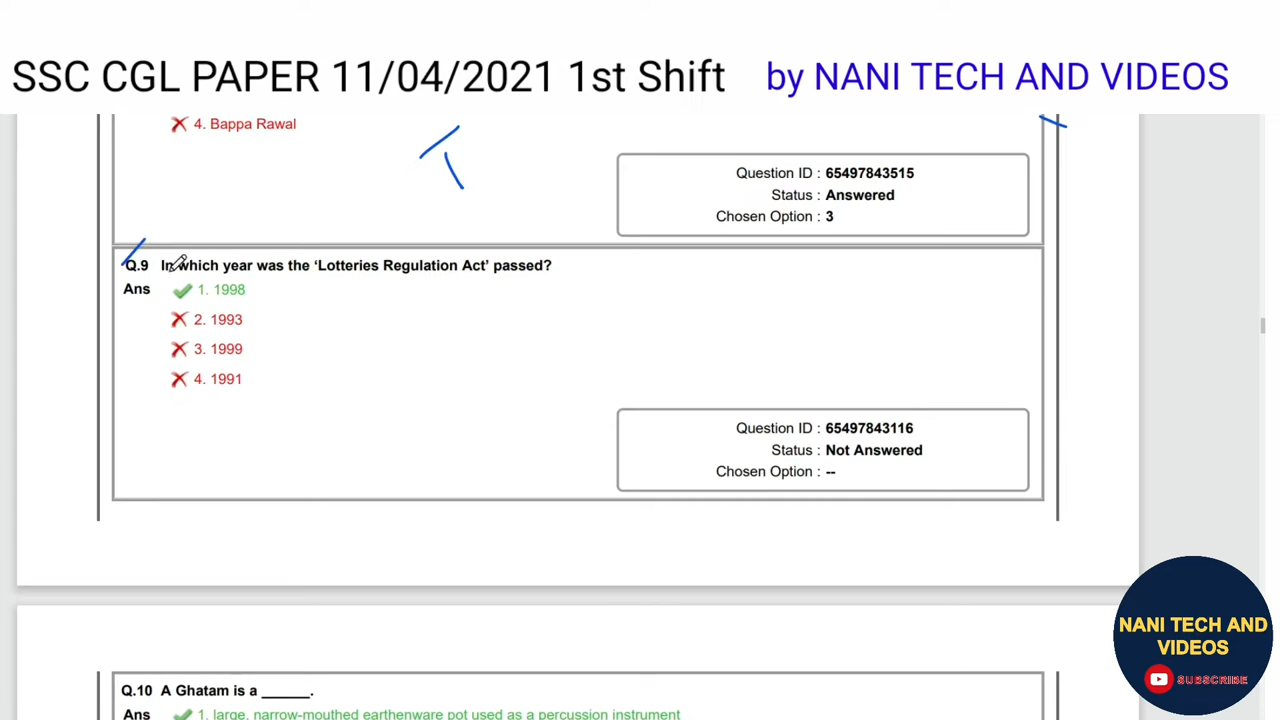 SSC CGL PAPER 11/04/2021 1st Shift by NANI TECH AND VIDEOS
4. Bappa Rawal
Question ID : 65497843515
Status : Answered
Chosen Option : 3
Q.9 In which year was the ‘Lotteries Regulation Act’ passed?
Ans 1. 1998
2. 1993
3. 1999
4. 1991
Question ID : 65497843116
Status : Not Answered
Chosen Option : --
NANI TECH AND
VIDEOS
SUBSCRIBE
Q.10 A Ghatam is a ______.
Ans 1. large, narrow-mouthed earthenware pot used as a percussion instrument